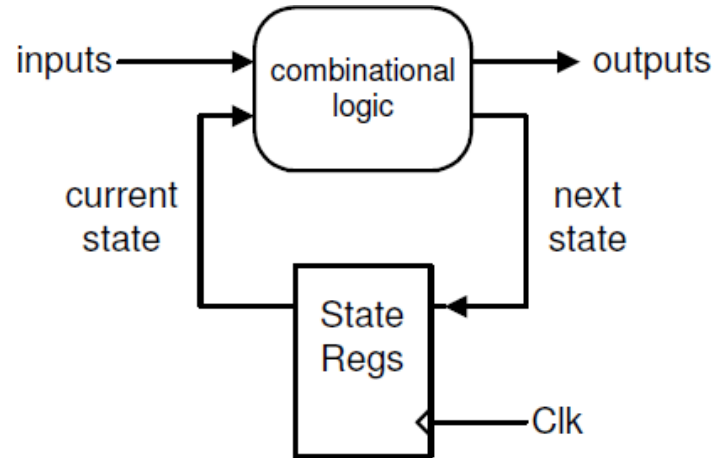 inputs
combinational
logic
outputs
current
state
next
state
State
Regs
Clk